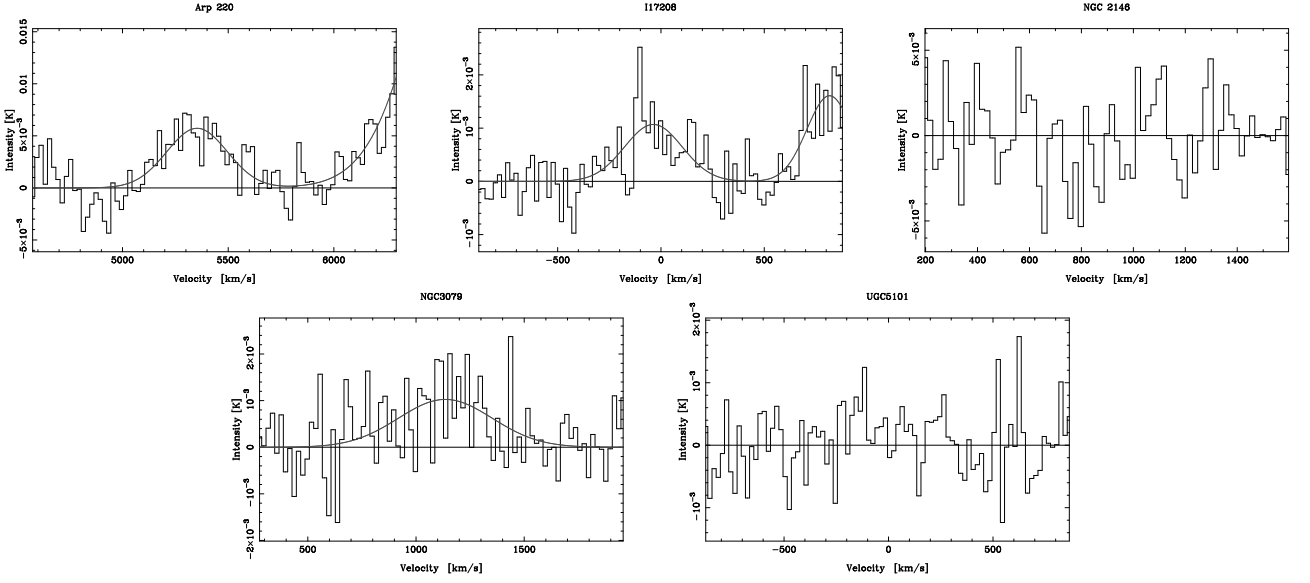 Arp 220
I17208
NGC 2146
Intensity [K]
0.015
0.01
5×10⁻³
0
−5×10⁻³
5000
5500
6000
Velocity [km/s]
Intensity [K]
2×10⁻³
10⁻³
0
−10⁻³
−500
0
500
Velocity [km/s]
Intensity [K]
5×10⁻³
0
−5×10⁻³
200
400
600
800
1000
1200
1400
Velocity [km/s]
NGC3079
UGC5101
Intensity [K]
2×10⁻³
10⁻³
0
−10⁻³
−2×10⁻³
500
1000
1500
Velocity [km/s]
Intensity [K]
2×10⁻³
10⁻³
0
−10⁻³
−500
0
500
Velocity [km/s]